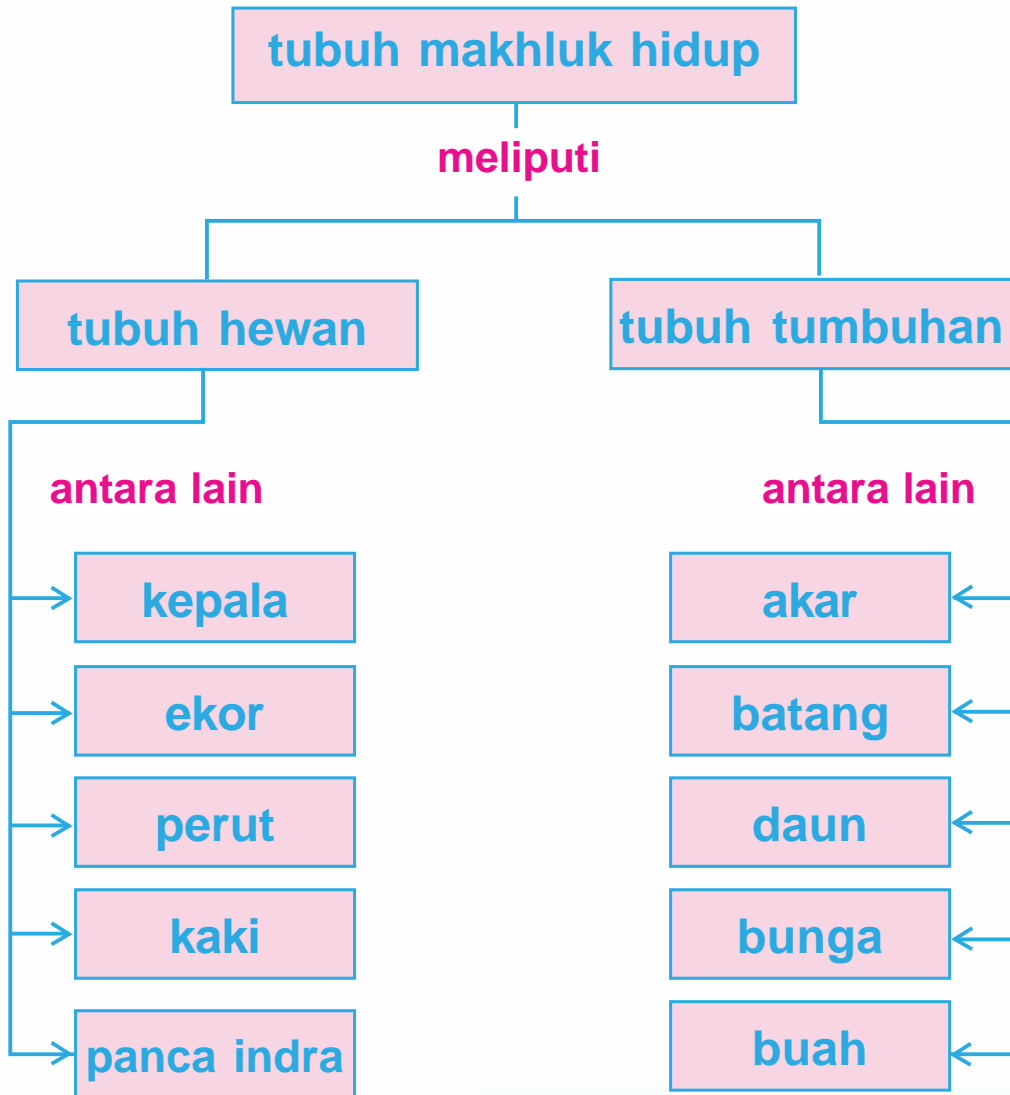 tubuh makhluk hidup
meliputi
tubuh hewan
antara lain
kepala
ekor
perut
kaki
panca indra
tubuh tumbuhan
antara lain
akar
batang
daun
bunga
buah